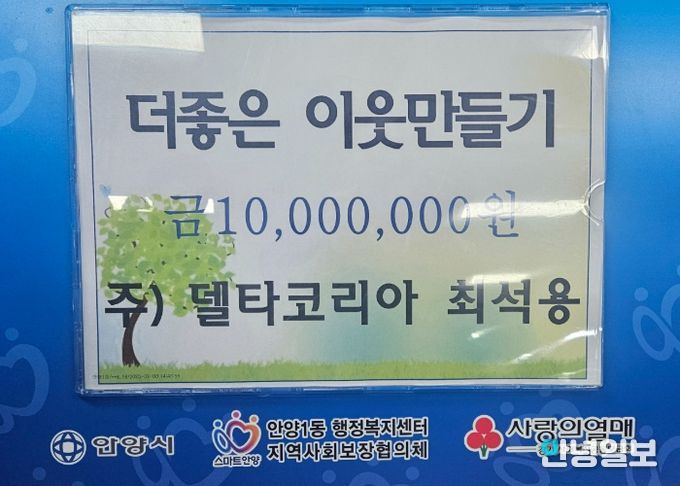 더좋은 이웃만들기
금10,000,000원
주) 델타코리아 최석용
안양시
스마트안양
안양1동 행정복지센터
지역사회보장협의체
사랑의열매
안녕일보